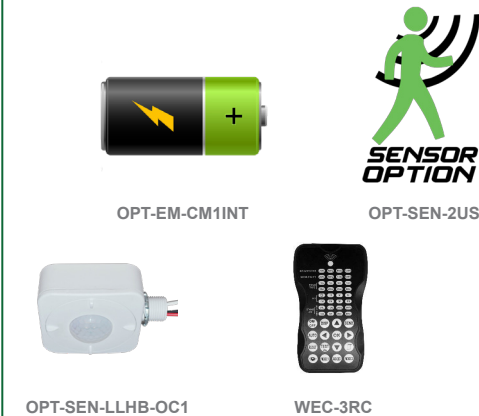 +
SENSOR
OPTION
OPT-EM-CM1INT
OPT-SEN-2US
OPT-SEN-LLHB-OC1
WEC-3RC